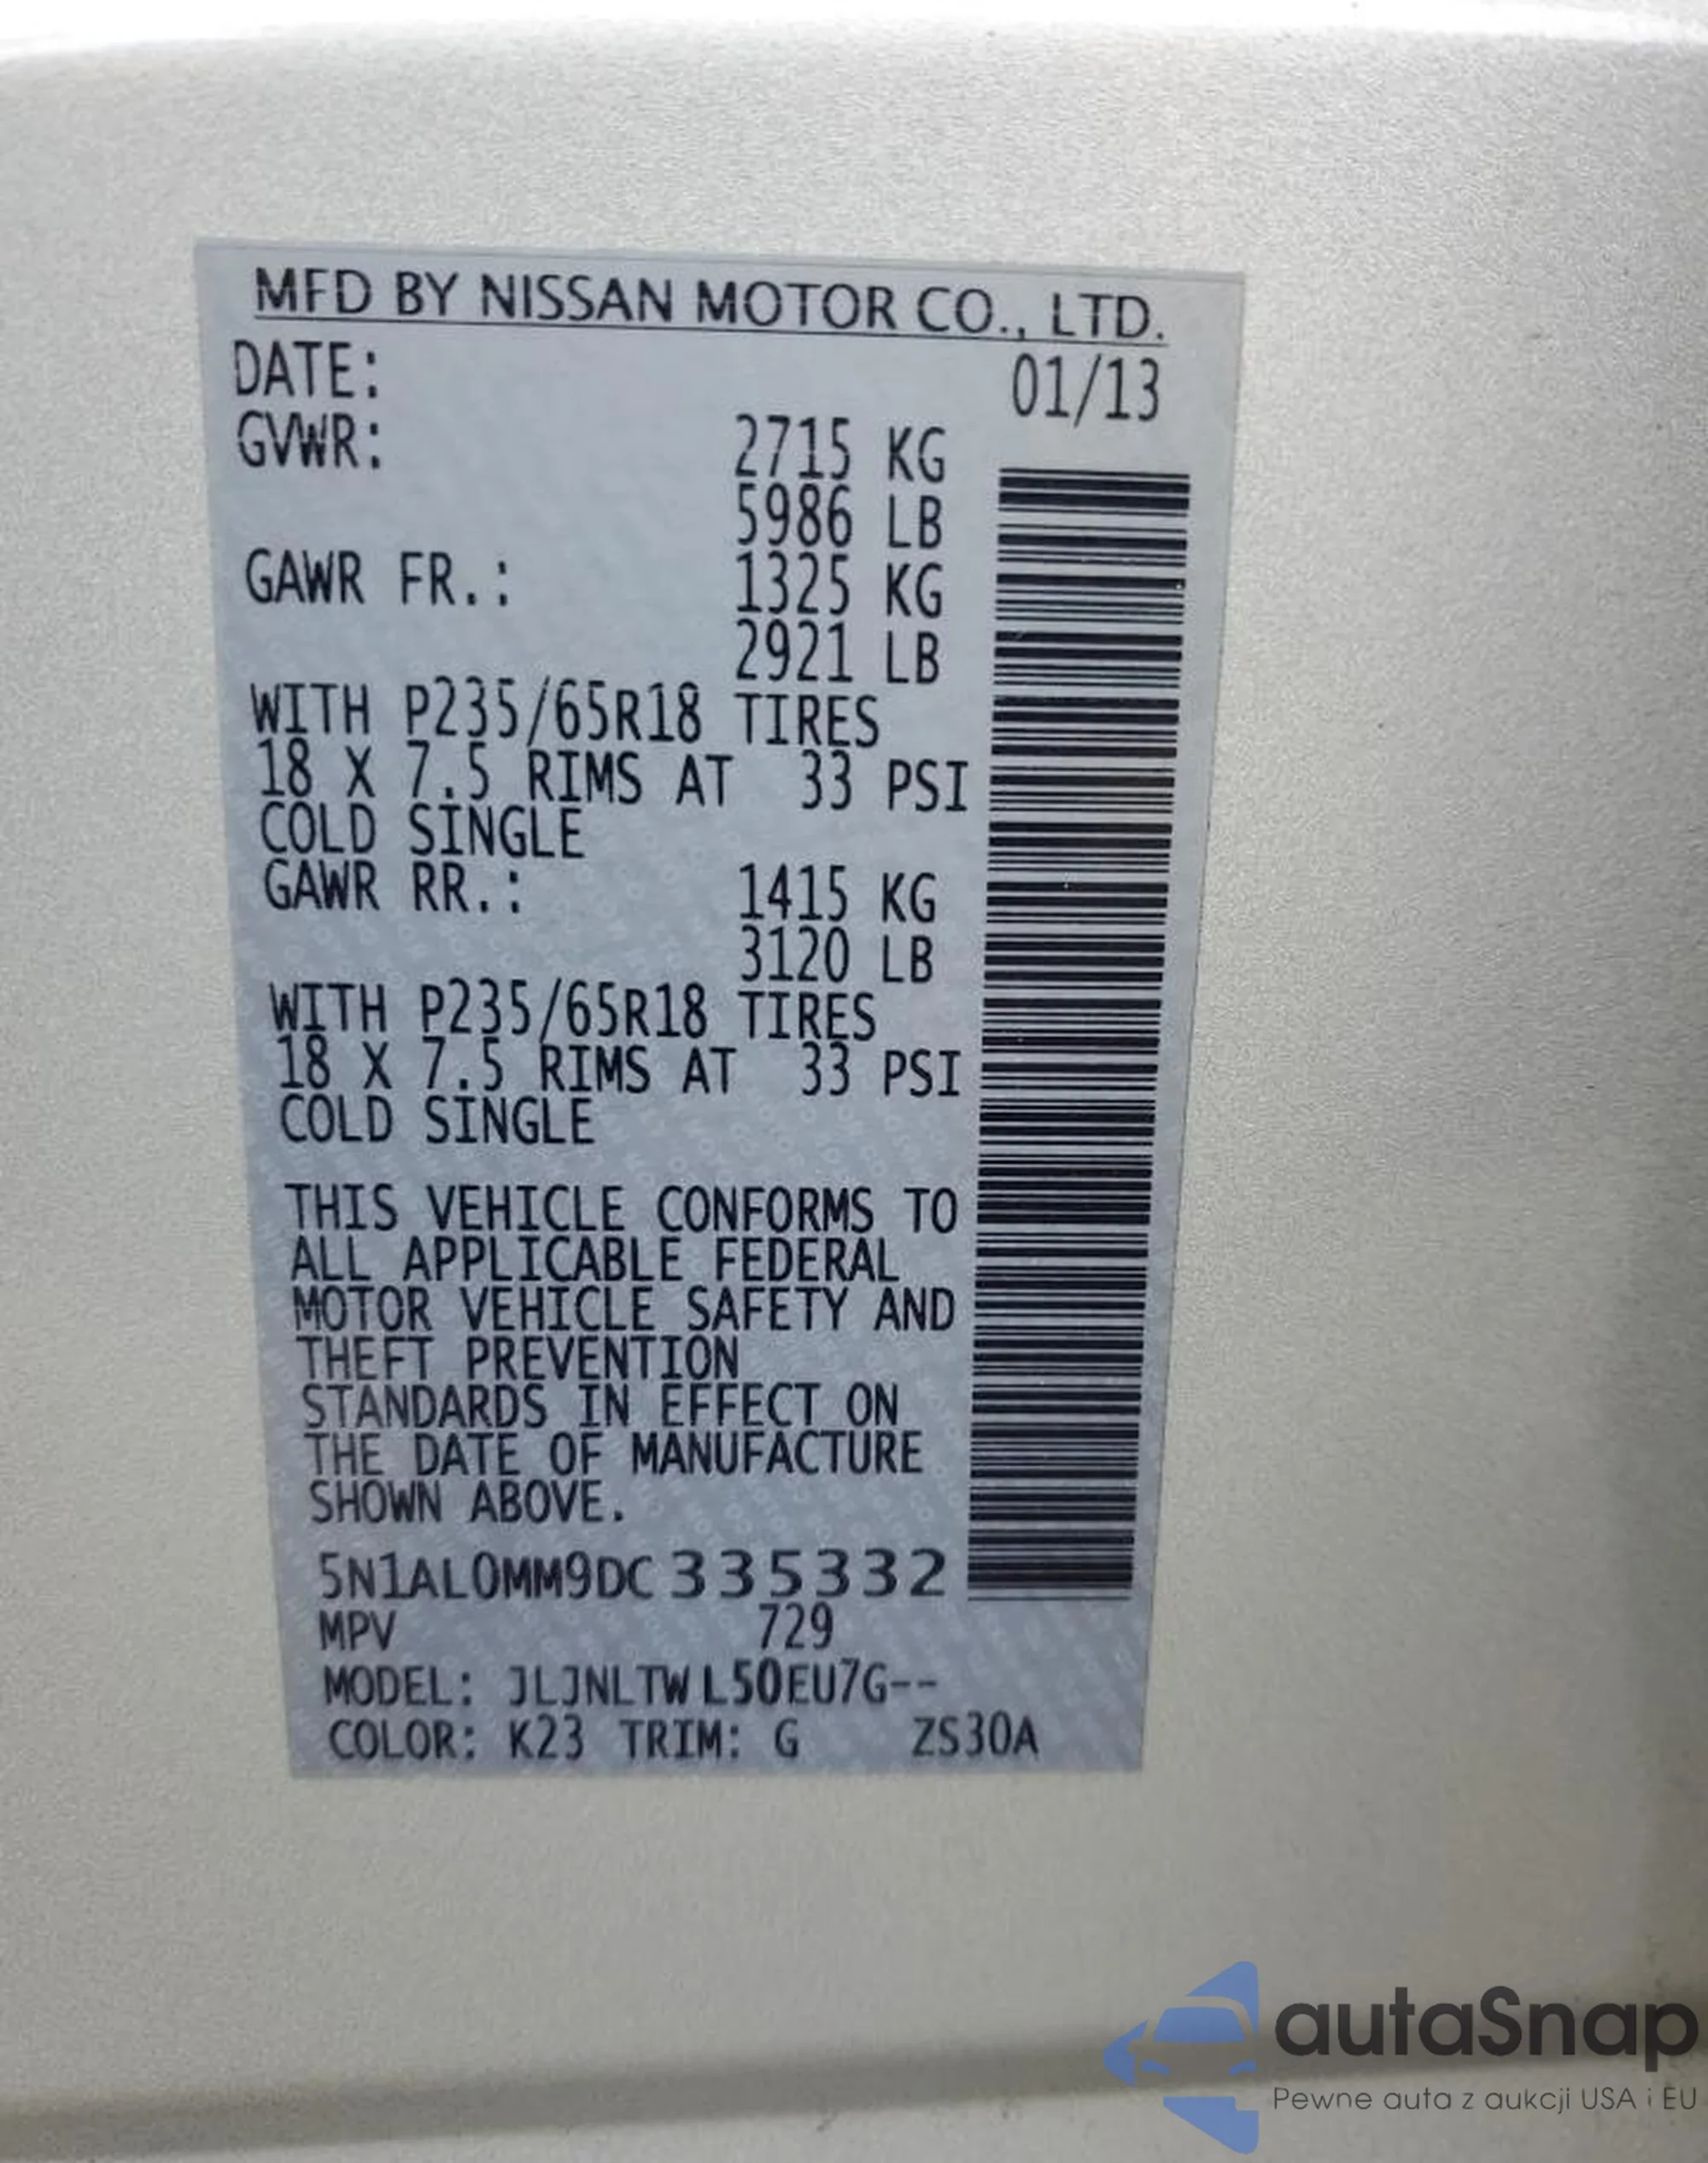 MFD BY NISSAN MOTOR CO., LTD.
DATE: 01/13
GVWR: 2715 KG
5986 LB
GAWR FR.: 1325 KG
2921 LB
WITH P235/65R18 TIRES
18 X 7.5 RIMS AT 33 PSI
COLD SINGLE
GAWR RR.: 1415 KG
3120 LB
WITH P235/65R18 TIRES
18 X 7.5 RIMS AT 33 PSI
COLD SINGLE
THIS VEHICLE CONFORMS TO
ALL APPLICABLE FEDERAL
MOTOR VEHICLE SAFETY AND
THEFT PREVENTION
STANDARDS IN EFFECT ON
THE DATE OF MANUFACTURE
SHOWN ABOVE.
5N1AL0MM9DC335332
MPV 729
MODEL: JLJNLTWL50EU7G--
COLOR: K23 TRIM: G ZS30A
autaSnap
Pewne auta z aukcji USA i EU